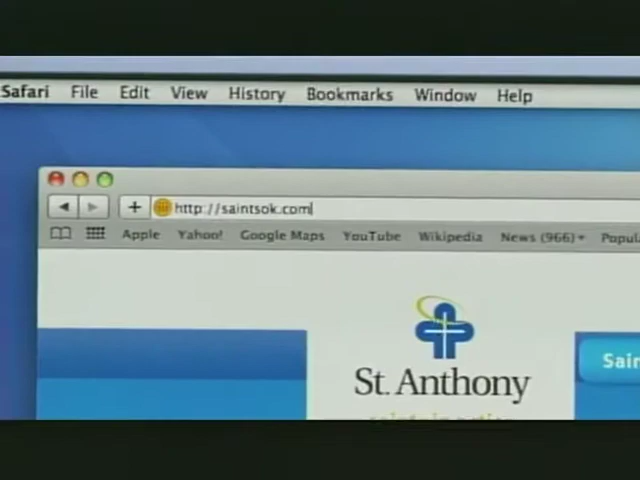 Safari File Edit View History Bookmarks Window Help
http://saintsok.com
Apple Yahoo! Google Maps YouTube Wikipedia News (966)
St. Anthony